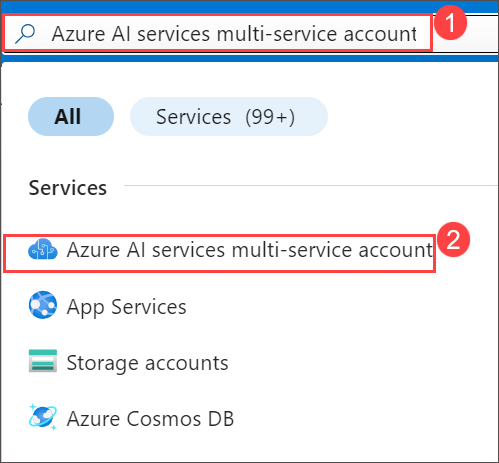 Azure AI services multi-service account
1
All
Services (99+)
Services
Azure AI services multi-service account
2
App Services
Storage accounts
Azure Cosmos DB